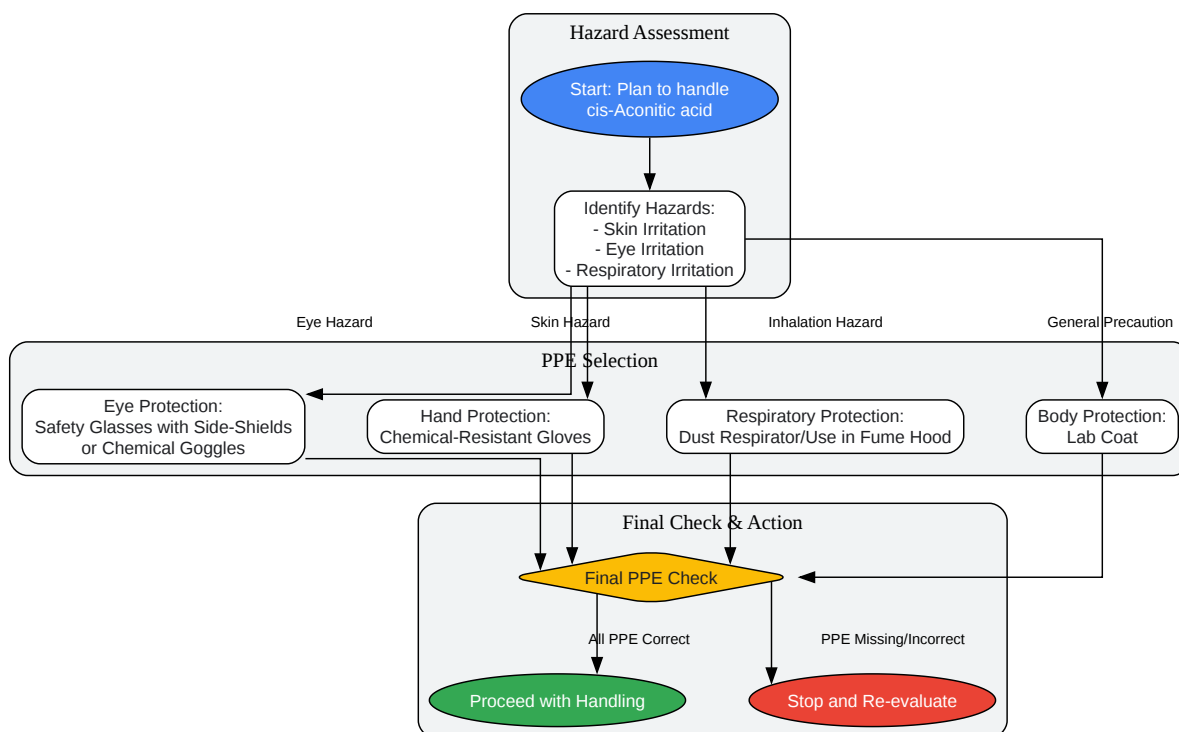 Hazard Assessment
Start: Plan to handle
cis-Aconitic acid
Identify Hazards:
- Skin Irritation
- Eye Irritation
- Respiratory Irritation
Eye Hazard
Skin Hazard
Inhalation Hazard
General Precaution
PPE Selection
Eye Protection:
Safety Glasses with Side-Shields
or Chemical Goggles
Hand Protection:
Chemical-Resistant Gloves
Respiratory Protection:
Dust Respirator/Use in Fume Hood
Body Protection:
Lab Coat
Final Check & Action
Final PPE Check
All PPE Correct
PPE Missing/Incorrect
Proceed with Handling
Stop and Re-evaluate